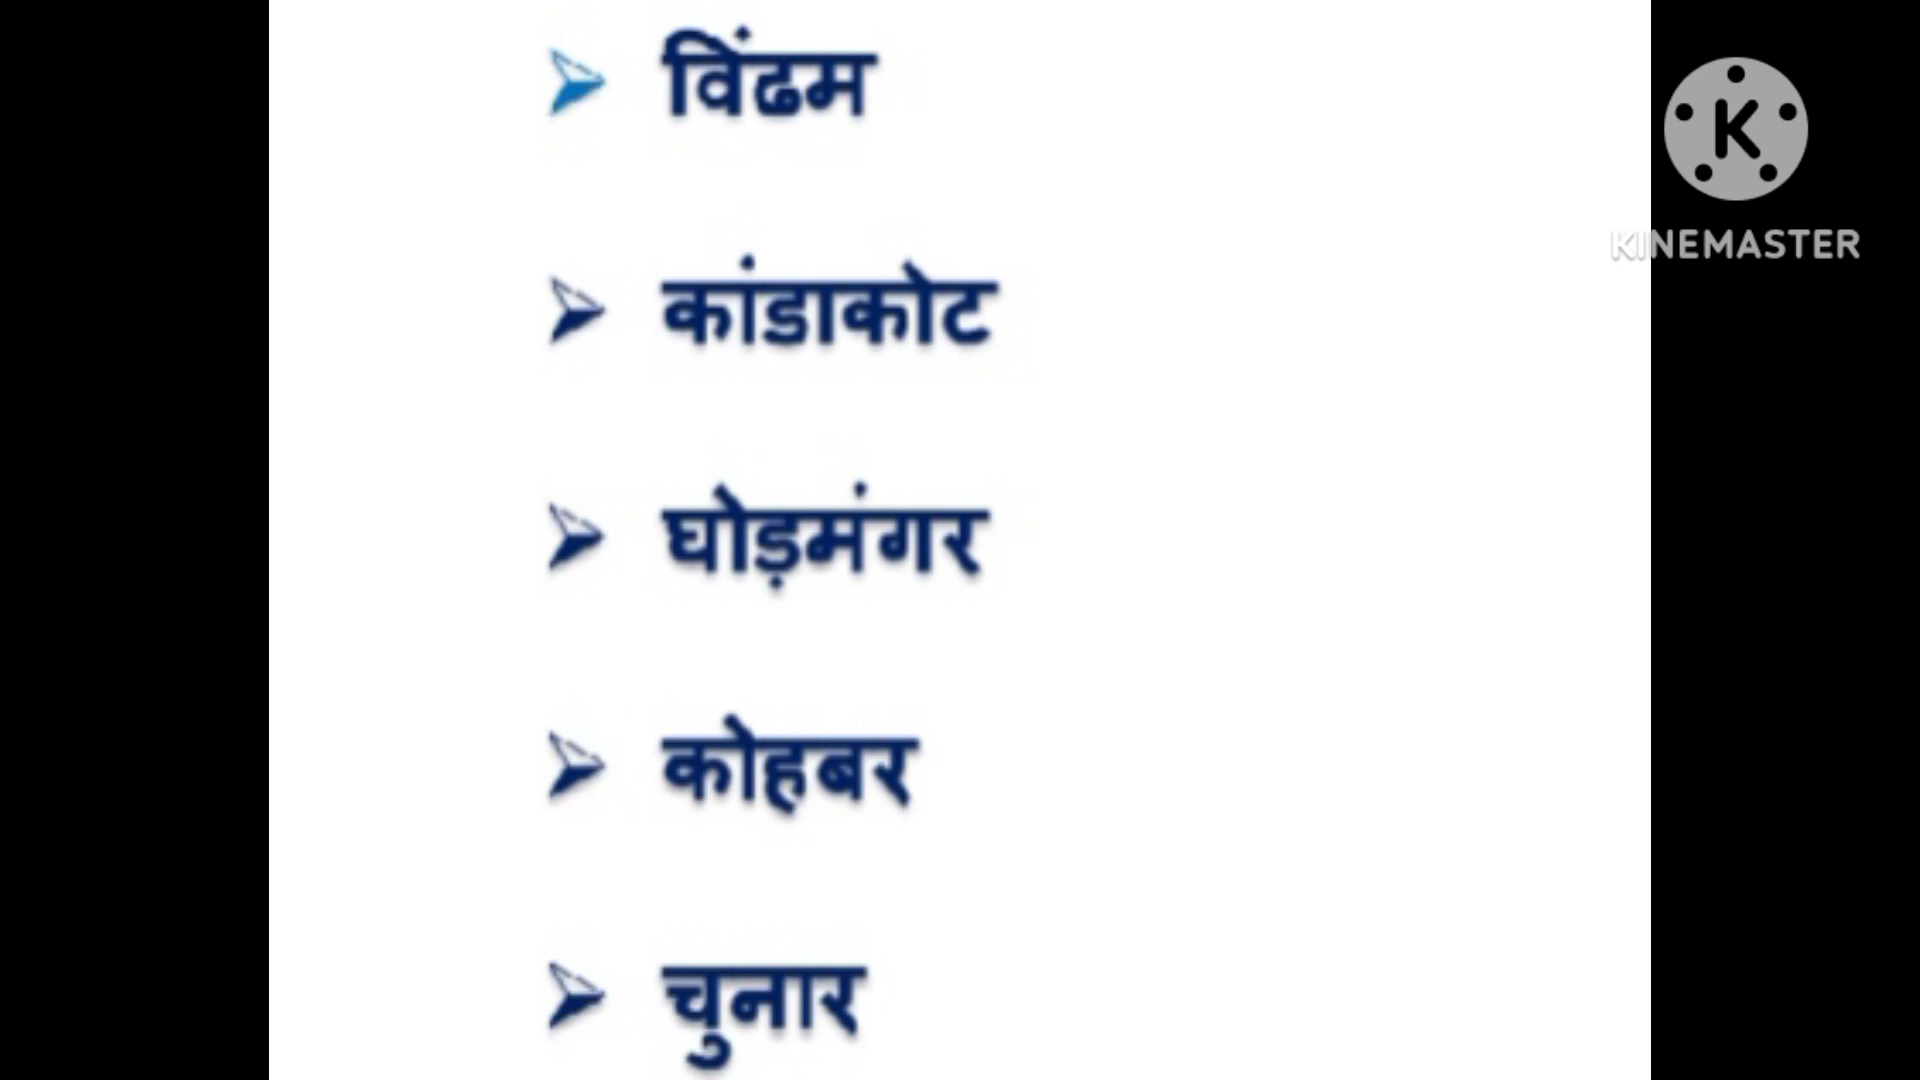 ➢ विंढम
➢ कांडाकोट
➢ घोड़मंगर
➢ कोहबर
➢ चुनार
K
KINEMASTER